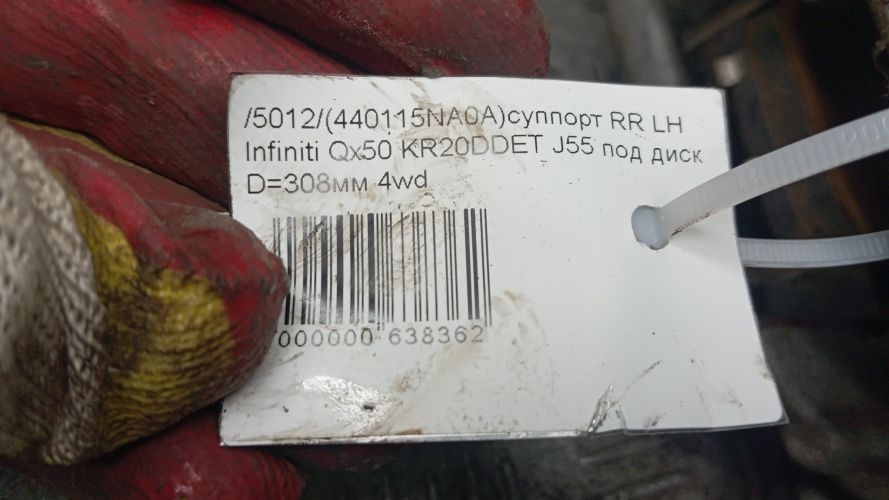 /5012/(440115NA0A)суппорт RR LH
Infiniti Qx50 KR20DDET J55 под диск
D=308мм 4wd
000000 638362